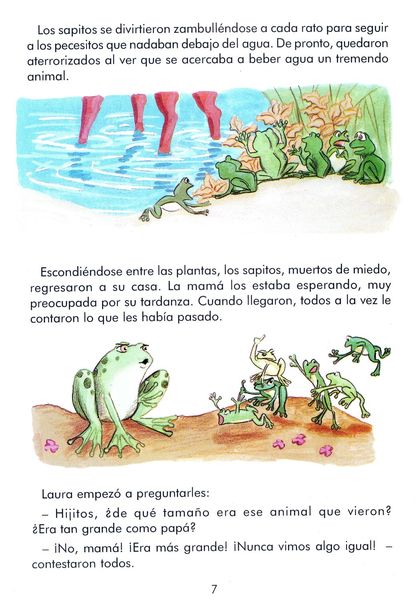 Los sapitos se divirtieron zambulléndose a cada rato para seguir
a los pecesitos que nadaban debajo del agua. De pronto, quedaron
aterrorizados al ver que se acercaba a beber agua un tremendo
animal.
Escondiéndose entre las plantas, los sapitos, muertos de miedo,
regresaron a su casa. La mamá los estaba esperando, muy
preocupada por su tardanza. Cuando llegaron, todos a la vez le
contaron lo que les había pasado.
Laura empezó a preguntarles:
– Hijitos, ¿de qué tamaño era ese animal que vieron?
¿Era tan grande como papá?
– ¡No, mamá! ¡Era más grande! ¡Nunca vimos algo igual! –
contestaron todos.
7